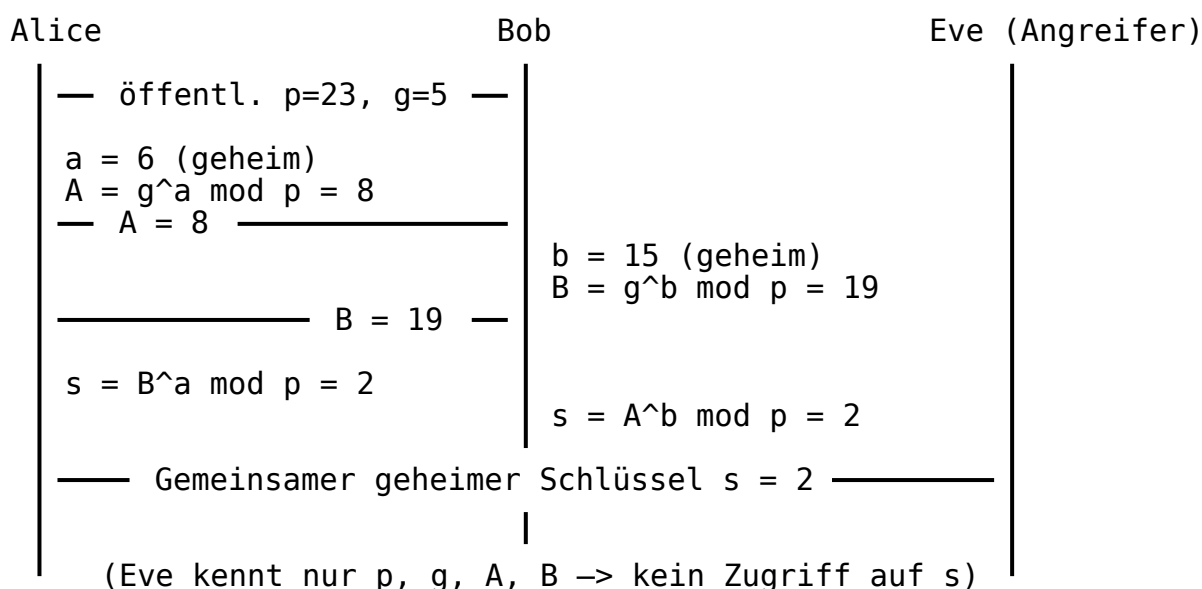 Alice Bob Eve (Angreifer)
öffentl. p=23, g=5
a = 6 (geheim)
A = g^a mod p = 8
A = 8
b = 15 (geheim)
B = g^b mod p = 19
B = 19
s = B^a mod p = 2
s = A^b mod p = 2
Gemeinsamer geheimer Schlüssel s = 2
(Eve kennt nur p, g, A, B —> kein Zugriff auf s)